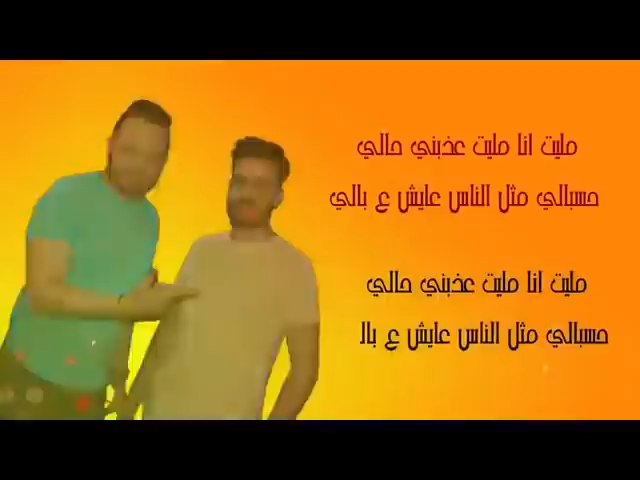 مليت انا مليت عذبني حالي
حسبالي مثل الناس عايش ع بالي
مليت انا مليت عذبني حالي
حسبالي مثل الناس عايش ع بال